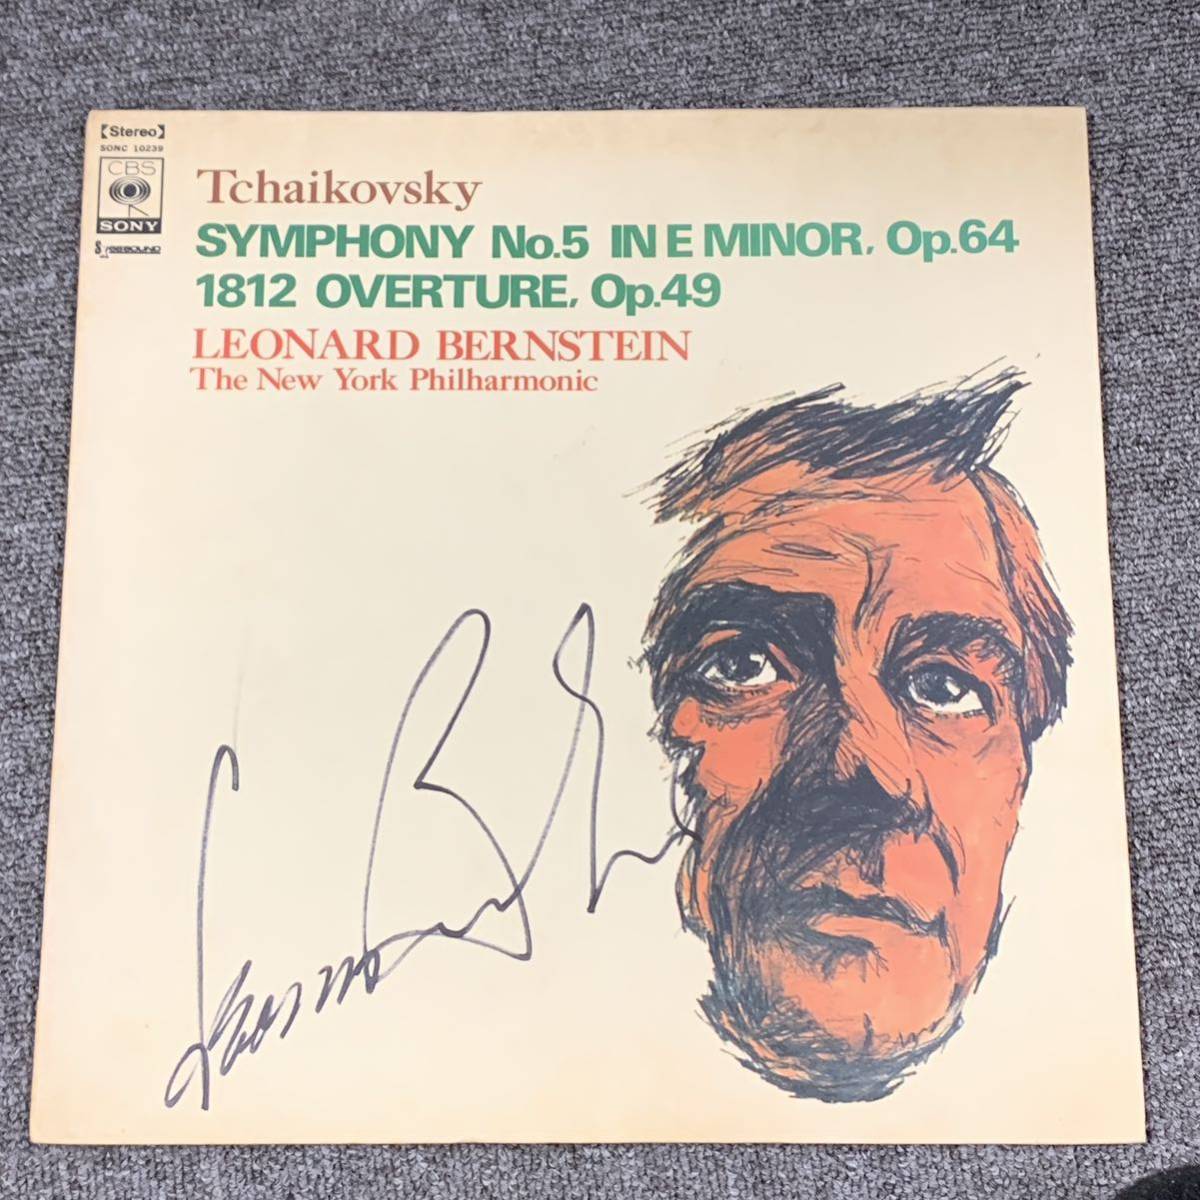 【Stereo】
SONC 10239
CBS
SONY
Tchaikovsky
SYMPHONY No.5 IN E MINOR, Op.64
1812 OVERTURE, Op.49
LEONARD BERNSTEIN
The New York Philharmonic